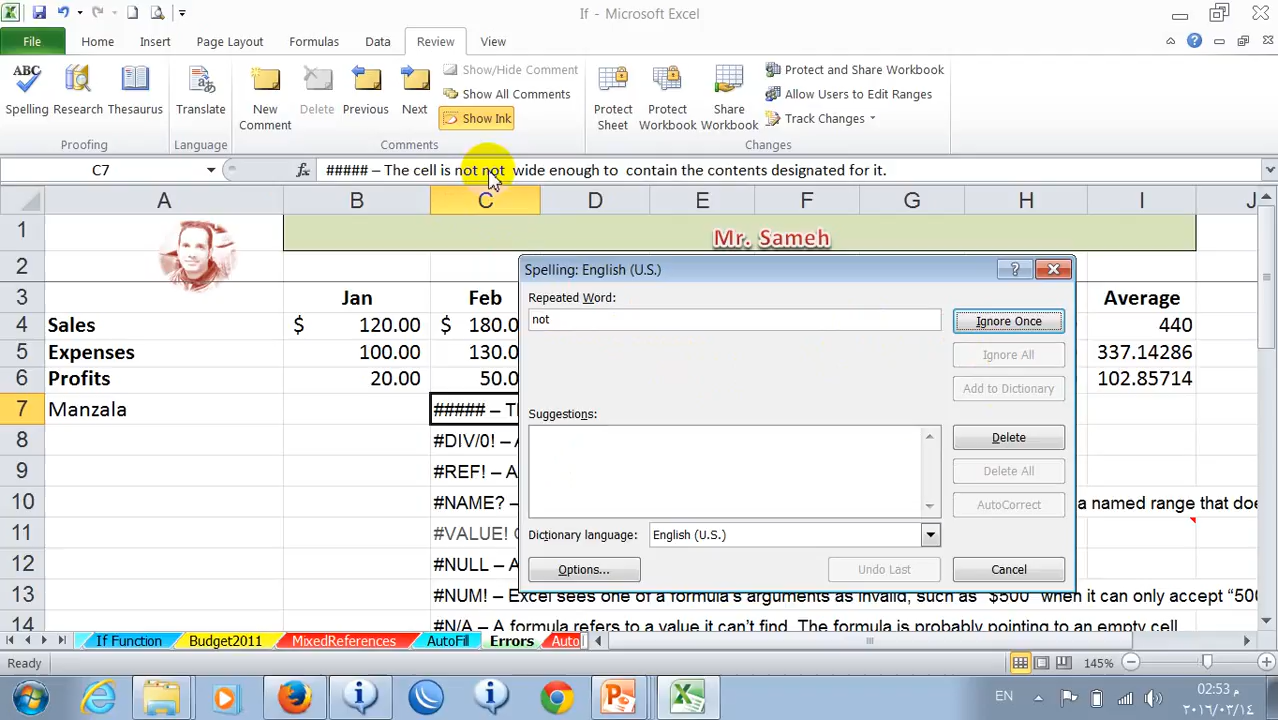 If - Microsoft Excel
File Home Insert Page Layout Formulas Data Review View
ABC
Spelling Research Thesaurus
Proofing
Translate
Language
New Comment
Delete
Previous
Next
Show/Hide Comment
Show All Comments
Show Ink
Comments
Protect Sheet
Protect Workbook
Share Workbook
Protect and Share Workbook
Allow Users to Edit Ranges
Track Changes
Changes
C7 fx ##### – The cell is not not wide enough to contain the contents designated for it.
A B C D E F G H I J
1 Mr. Sameh
2
3 Jan Feb Average
4 Sales $ 120.00 $ 180.0 440
5 Expenses 100.00 130.0 337.14286
6 Profits 20.00 50.0 102.85714
7 Manzala ##### – T
8 #DIV/0! –
9 #REF! – A
10 #NAME? – a named range that doe
11 #VALUE!
12 #NULL – A
13 #NUM! – Excel sees one of a formula's arguments as invalid, such as "$500" when it can only accept "500
14 #N/A – A formula refers to a value it can't find. The formula is probably pointing to an empty cell
Spelling: English (U.S.)
Repeated Word:
not
Ignore Once
Ignore All
Add to Dictionary
Suggestions:
Delete
Delete All
AutoCorrect
Dictionary language: English (U.S.)
Options...
Undo Last
Cancel
If Function Budget2011 MixedReferences AutoFill Errors Auto
Ready 145%
EN
02:53 م
٢٠١٦/٠٣/١٤